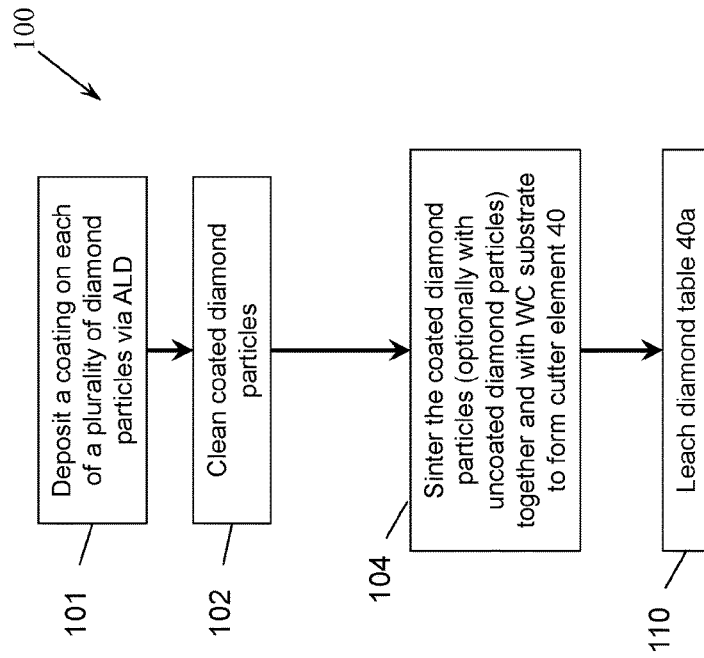 100
101
Deposit a coating on each
of a plurality of diamond
particles via ALD
102
Clean coated diamond
particles
104
Sinter the coated diamond
particles (optionally with
uncoated diamond particles)
together and with WC substrate
to form cutter element 40
110
Leach diamond table 40a